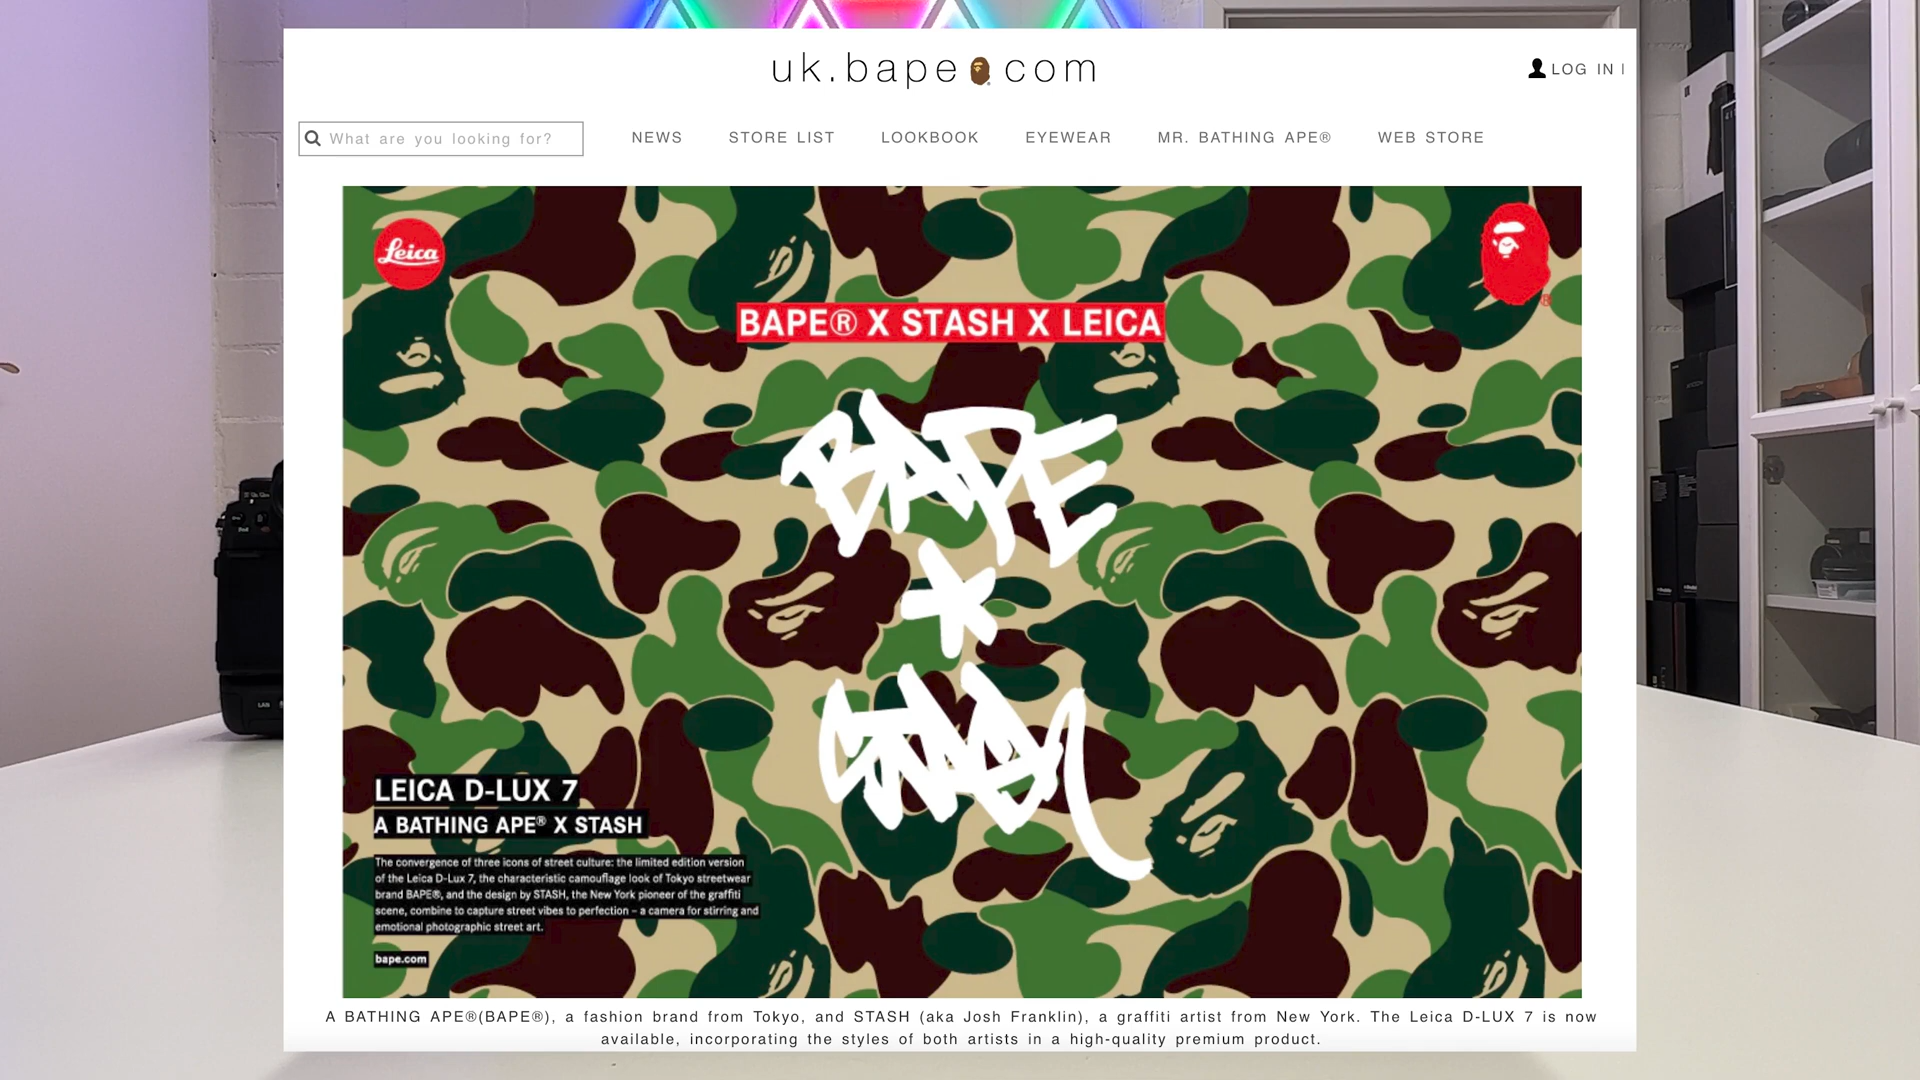 uk.bape com
LOG IN
What are you looking for?
NEWS
STORE LIST
LOOKBOOK
EYEWEAR
MR. BATHING APE®
WEB STORE
Leica
BAPE® X STASH X LEICA
BAPE
*
STASH
LEICA D-LUX 7
A BATHING APE® X STASH
The convergence of three icons of street culture: the limited edition version
of the Leica D-Lux 7, the characteristic camouflage look of Tokyo streetwear
brand BAPE®, and the design by STASH, the New York pioneer of the graffiti
scene, combine to capture street vibes to perfection – a camera for stirring and
emotional photographic street art.
bape.com
A BATHING APE®(BAPE®), a fashion brand from Tokyo, and STASH (aka Josh Franklin), a graffiti artist from New York. The Leica D-LUX 7 is now
available, incorporating the styles of both artists in a high-quality premium product.
LAN